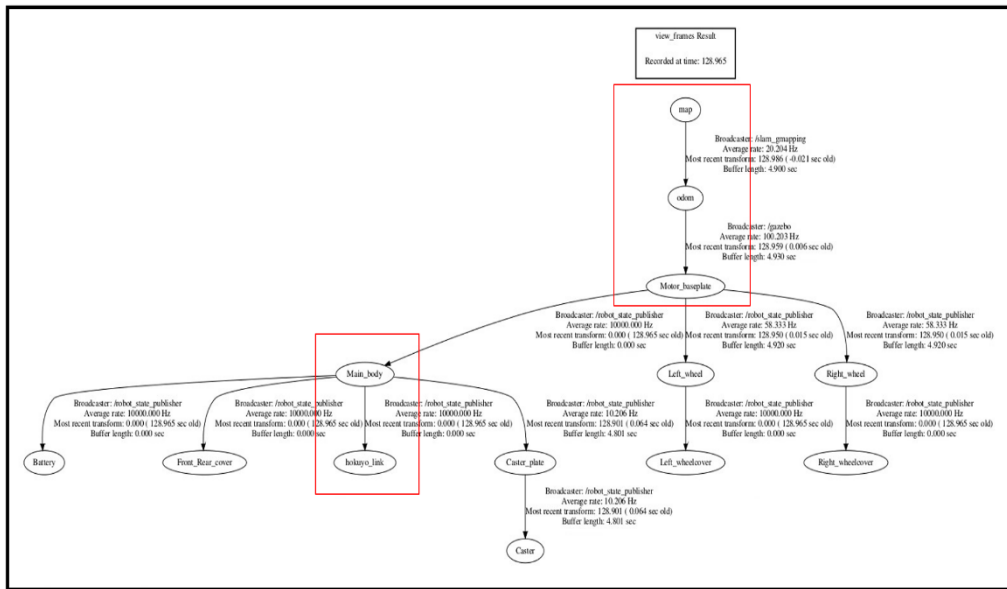 view_frames Result
Recorded at time: 128.965
map
Broadcaster: /slam_gmapping
Average rate: 20.204 Hz
Most recent transform: 128.986 ( -0.021 sec old)
Buffer length: 4.900 sec
odom
Broadcaster: /gazebo
Average rate: 100.203 Hz
Most recent transform: 128.959 ( 0.006 sec old)
Buffer length: 4.930 sec
Motor_baseplate
Broadcaster: /robot_state_publisher
Average rate: 10000.000 Hz
Most recent transform: 0.000 ( 128.965 sec old)
Buffer length: 0.000 sec
Broadcaster: /robot_state_publisher
Average rate: 58.333 Hz
Most recent transform: 128.950 ( 0.015 sec old)
Buffer length: 4.920 sec
Broadcaster: /robot_state_publisher
Average rate: 58.333 Hz
Most recent transform: 128.950 ( 0.015 sec old)
Buffer length: 4.920 sec
Main_body
Left_wheel
Right_wheel
Broadcaster: /robot_state_publisher
Average rate: 10000.000 Hz
Most recent transform: 0.000 ( 128.965 sec old)
Buffer length: 0.000 sec
Broadcaster: /robot_state_publisher
Average rate: 10000.000 Hz
Most recent transform: 0.000 ( 128.965 sec old)
Buffer length: 0.000 sec
Broadcaster: /robot_state_publisher
Average rate: 10000.000 Hz
Most recent transform: 0.000 ( 128.965 sec old)
Buffer length: 0.000 sec
Broadcaster: /robot_state_publisher
Average rate: 10.206 Hz
Most recent transform: 128.901 ( 0.064 sec old)
Buffer length: 4.801 sec
Broadcaster: /robot_state_publisher
Average rate: 10000.000 Hz
Most recent transform: 0.000 ( 128.965 sec old)
Buffer length: 0.000 sec
Broadcaster: /robot_state_publisher
Average rate: 10000.000 Hz
Most recent transform: 0.000 ( 128.965 sec old)
Buffer length: 0.000 sec
Battery
Front_Rear_cover
hokuyo_link
Caster_plate
Left_wheelcover
Right_wheelcover
Broadcaster: /robot_state_publisher
Average rate: 10.206 Hz
Most recent transform: 128.901 ( 0.064 sec old)
Buffer length: 4.801 sec
Caster